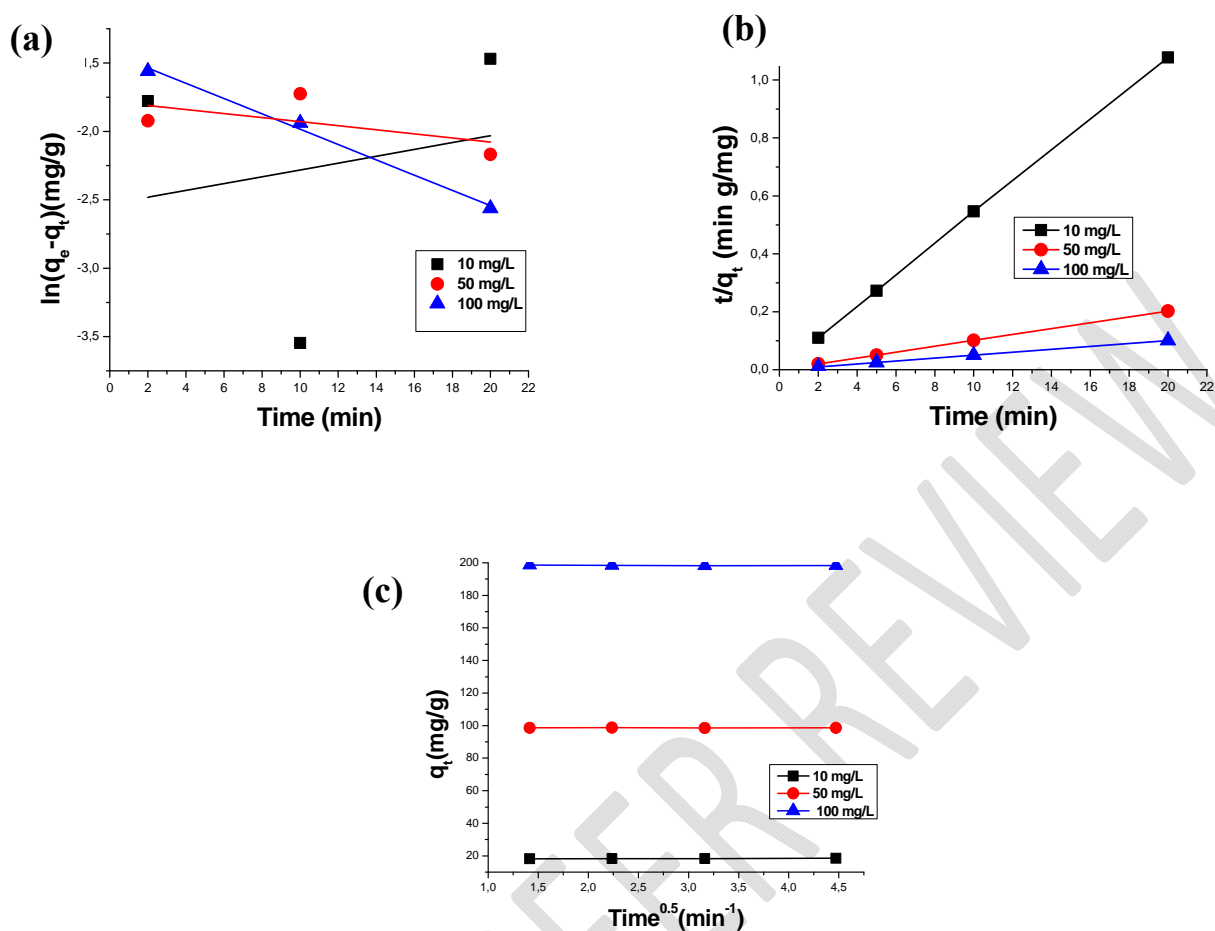 (a)
ln(qe-qt)(mg/g)
,5
-2,0
-2,5
-3,0
-3,5
0 2 4 6 8 10 12 14 16 18 20 22
Time (min)
10 mg/L
50 mg/L
100 mg/L
(b)
t/qt (min g/mg)
1,0
0,8
0,6
0,4
0,2
0,0
0 2 4 6 8 10 12 14 16 18 20 22
Time (min)
10 mg/L
50 mg/L
100 mg/L
(c)
qt(mg/g)
200
180
160
140
120
100
80
60
40
20
1,0 1,5 2,0 2,5 3,0 3,5 4,0 4,5
Time^0.5(min^-1)
10 mg/L
50 mg/L
100 mg/L
ER REVIEW